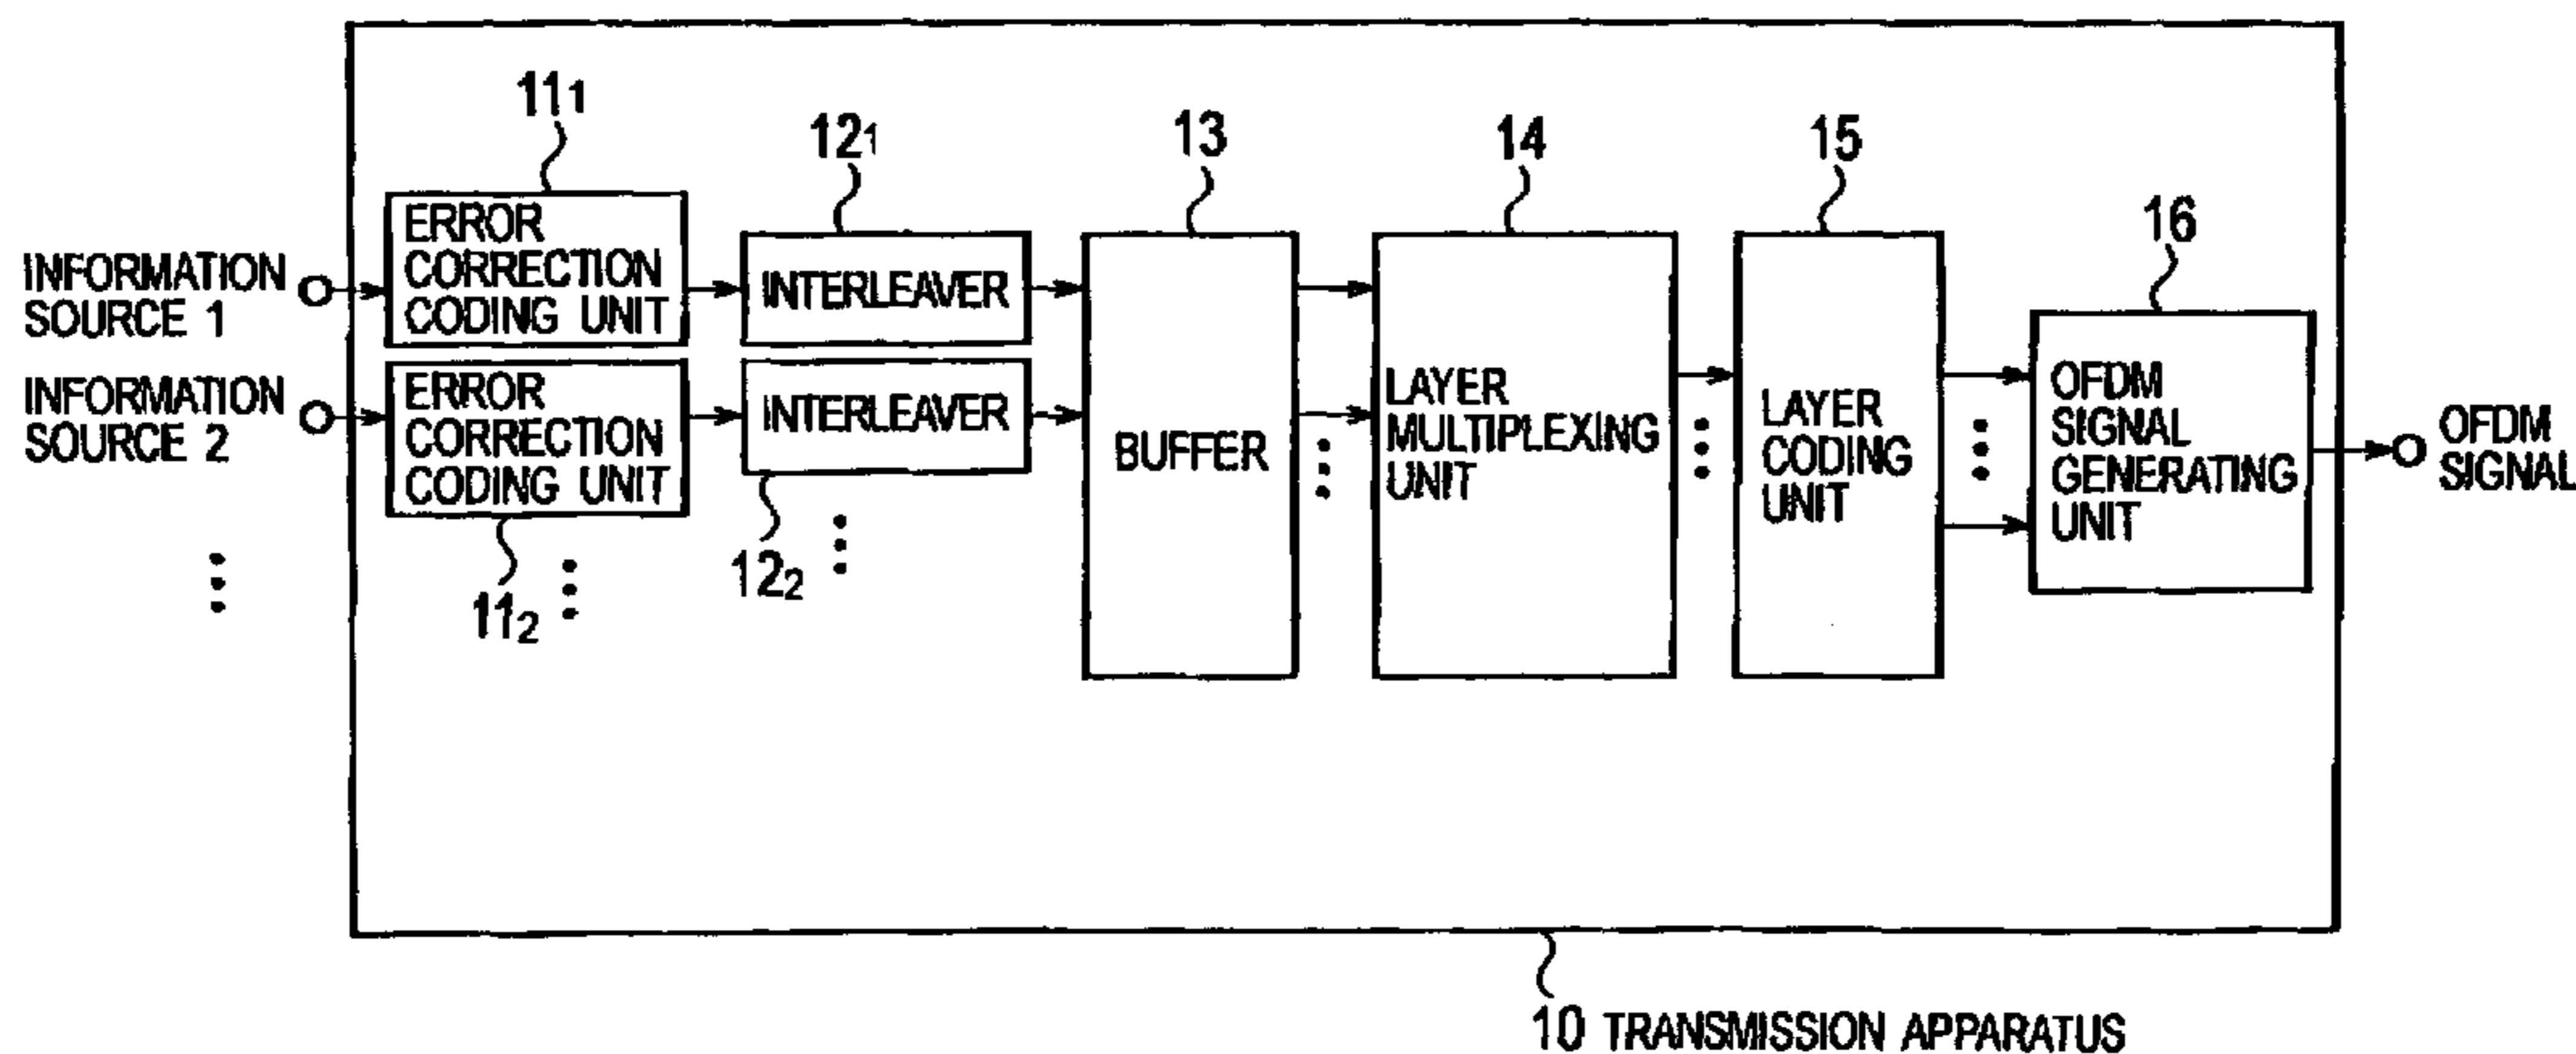 11₁
12₁
13
14
15
16
INFORMATION
SOURCE 1
ERROR
CORRECTION
CODING UNIT
INTERLEAVER
INFORMATION
SOURCE 2
ERROR
CORRECTION
CODING UNIT
INTERLEAVER
BUFFER
LAYER
MULTIPLEXING
UNIT
LAYER
CODING
UNIT
OFDM
SIGNAL
GENERATING
UNIT
OFDM
SIGNAL
11₂
12₂
10 TRANSMISSION APPARATUS